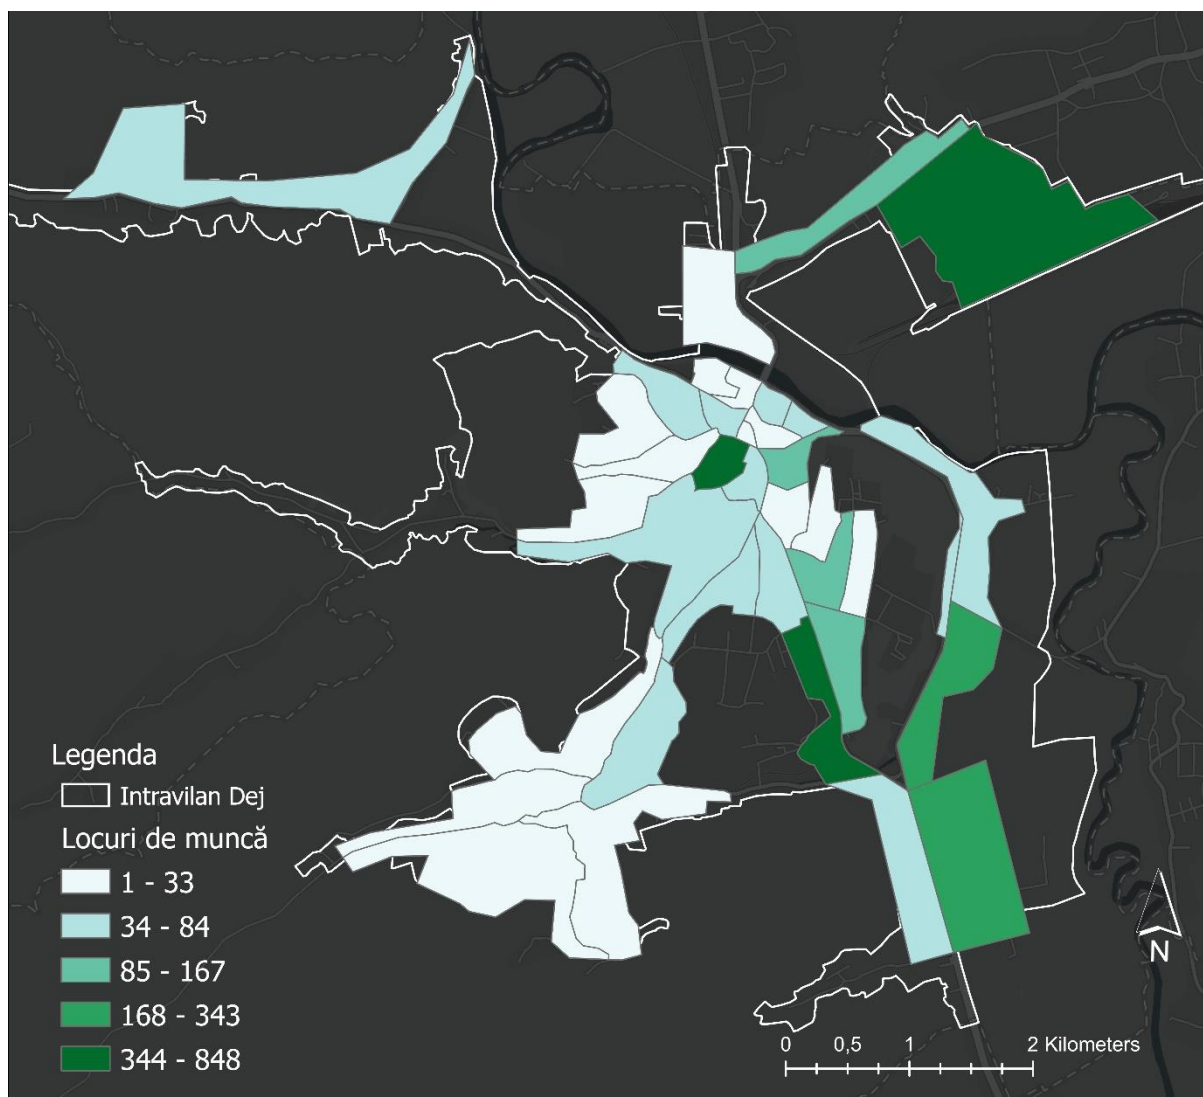 Legenda
Intravilan Dej
Locuri de muncă
1 - 33
34 - 84
85 - 167
168 - 343
344 - 848
N
0 0,5 1 2 Kilometers